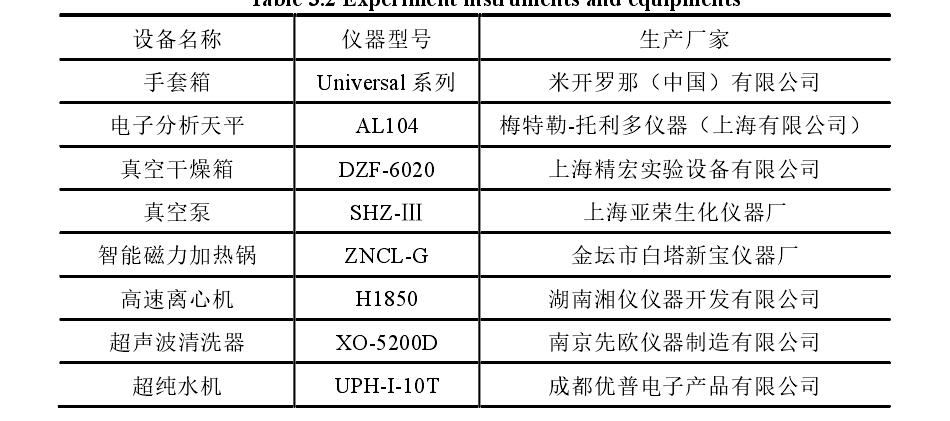 Table 3.2 Experiment instruments and equipments
设备名称 仪器型号 生产厂家
手套箱 Universal 系列 米开罗那（中国）有限公司
电子分析天平 AL104 梅特勒-托利多仪器（上海有限公司）
真空干燥箱 DZF-6020 上海精宏实验设备有限公司
真空泵 SHZ-Ⅲ 上海亚荣生化仪器厂
智能磁力加热锅 ZNCL-G 金坛市白塔新宝仪器厂
高速离心机 H1850 湖南湘仪仪器开发有限公司
超声波清洗器 XO-5200D 南京先欧仪器制造有限公司
超纯水机 UPH-I-10T 成都优普电子产品有限公司